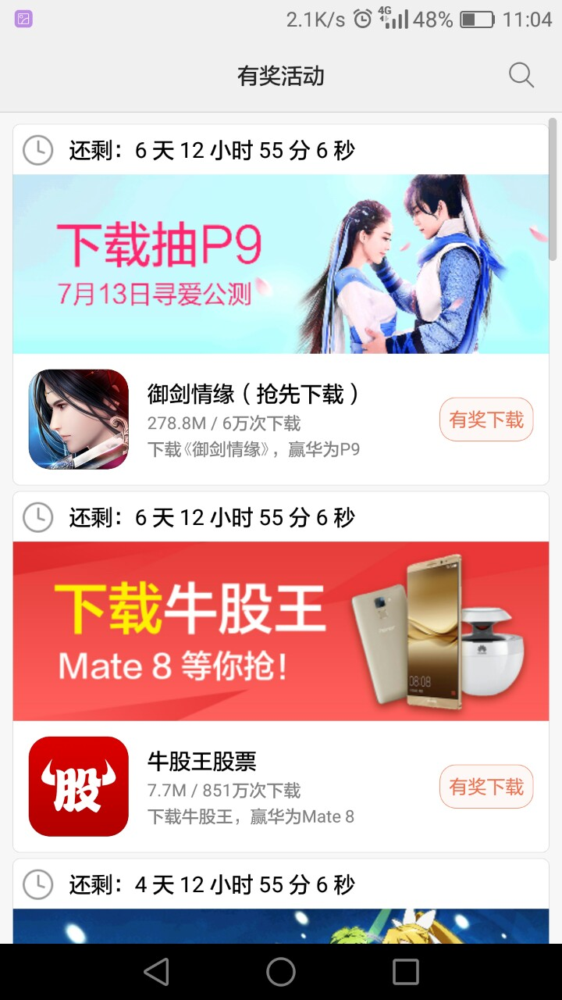 2.1K/s 4G 48% 11:04
有奖活动
还剩：6 天 12 小时 55 分 6 秒
下载抽P9
7月13日寻爱公测
御剑情缘（抢先下载）
278.8M / 6万次下载
下载《御剑情缘》，赢华为P9
有奖下载
还剩：6 天 12 小时 55 分 6 秒
下载牛股王
Mate 8 等你抢！
honor
08:08
HUAWEI
股
牛股王股票
7.7M / 851万次下载
下载牛股王，赢华为Mate 8
有奖下载
还剩：4 天 12 小时 55 分 6 秒